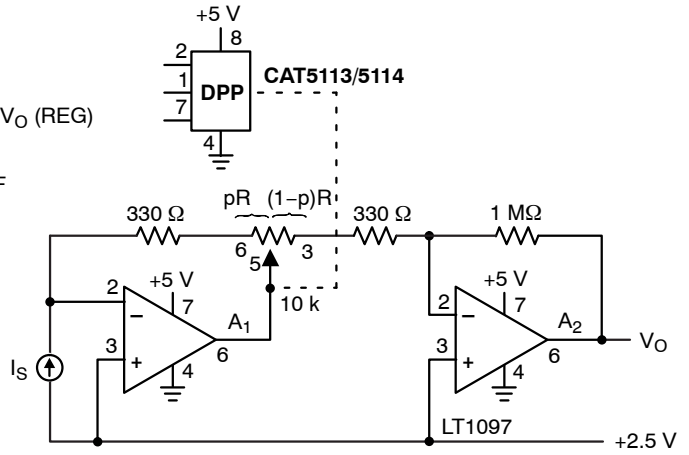 +5 V
8
2
1
7
DPP
4
CAT5113/5114
V_O (REG)
F
330 Ω
pR (1−p)R
6
5
3
10 k
330 Ω
1 MΩ
+5 V
2
7
−
3
+
A1
6
4
I_S
+5 V
2
7
−
3
+
A2
6
4
V_O
LT1097
+2.5 V